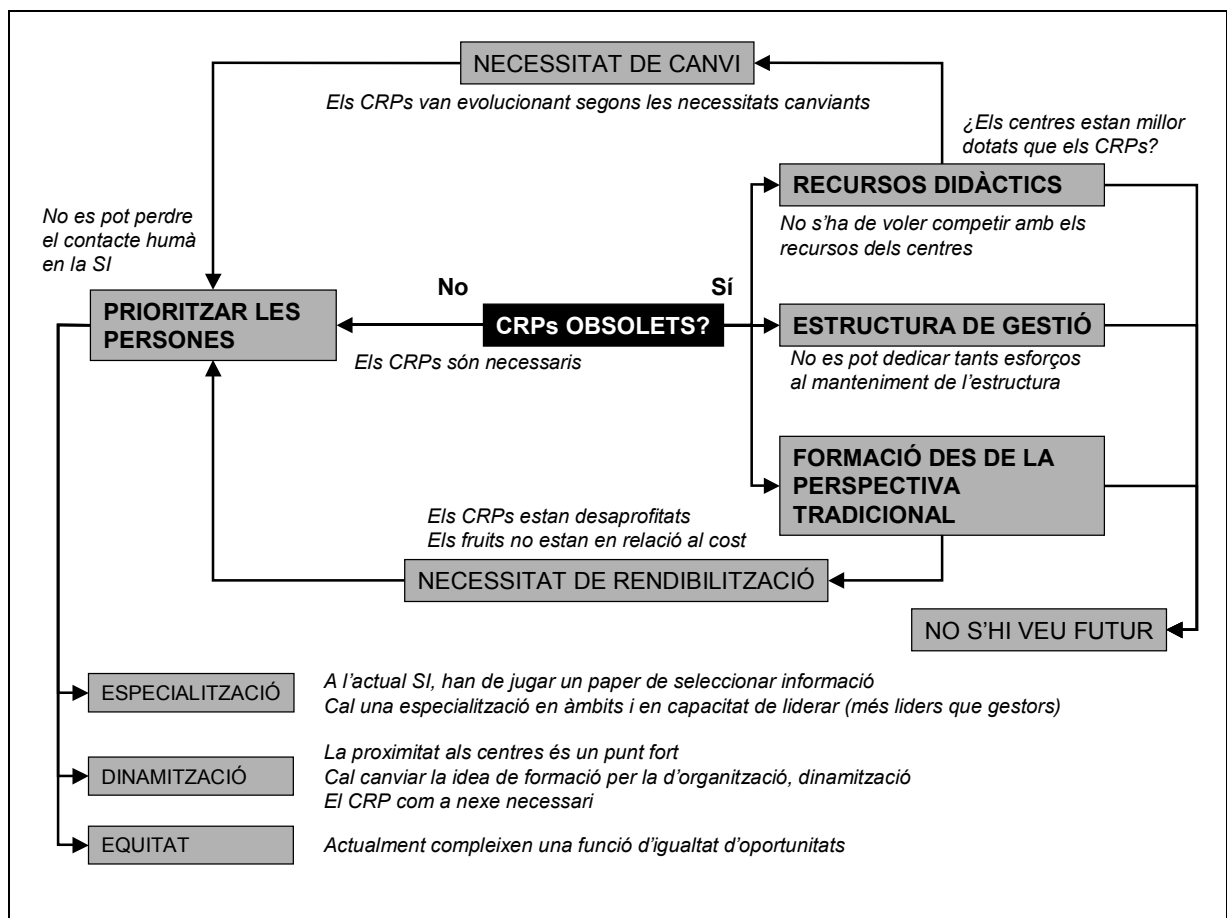 NECESSITAT DE CANVI
Els CRPs van evolucionant segons les necessitats canviants
¿Els centres estan millor
dotats que els CRPs?
RECURSOS DIDÀCTICS
No s'ha de voler competir amb els
recursos dels centres
No es pot perdre
el contacte humà
en la SI
PRIORITZAR LES
PERSONES
No
CRPs OBSOLETS?
Sí
Els CRPs són necessaris
ESTRUCTURA DE GESTIÓ
No es pot dedicar tants esforços
al manteniment de l'estructura
FORMACIÓ DES DE LA
PERSPECTIVA
TRADICIONAL
Els CRPs estan desaprofitats
Els fruits no estan en relació al cost
NECESSITAT DE RENDIBILITZACIÓ
NO S'HI VEU FUTUR
ESPECIALITZACIÓ
A l'actual SI, han de jugar un paper de seleccionar informació
Cal una especialització en àmbits i en capacitat de liderar (més liders que gestors)
DINAMITZACIÓ
La proximitat als centres és un punt fort
Cal canviar la idea de formació per la d'organització, dinamització
El CRP com a nexe necessari
EQUITAT
Actualment compleixen una funció d'igualtat d'oportunitats